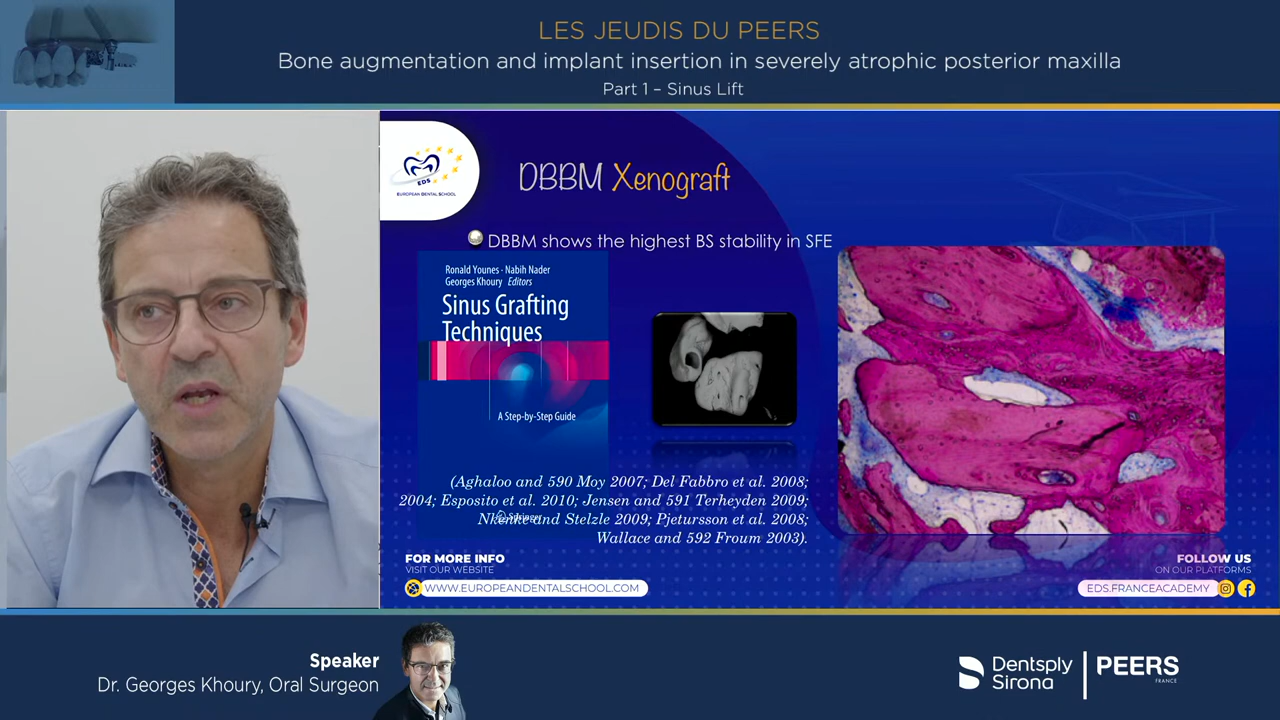 LES JEUDIS DU PEERS
Bone augmentation and implant insertion in severely atrophic posterior maxilla
Part 1 – Sinus Lift
EDS
EUROPEAN DENTAL SCHOOL
DBBM Xenograft
DBBM shows the highest BS stability in SFE
Ronald Younes · Nabih Nader
Georges Khoury Editors
Sinus Grafting
Techniques
A Step-by-Step Guide
(Aghaloo and 590 Moy 2007; Del Fabbro et al. 2008;
2004; Esposito et al. 2010; Jensen and 591 Terheyden 2009;
Nkenke and Stelzle 2009; Pjetursson et al. 2008;
Wallace and 592 Froum 2003).
FOR MORE INFO
VISIT OUR WEBSITE
WWW.EUROPEANDENTALSCHOOL.COM
FOLLOW US
ON OUR PLATFORMS
EDS.FRANCEACADEMY
Speaker
Dr. Georges Khoury, Oral Surgeon
Dentsply
Sirona
PEERS
FRANCE